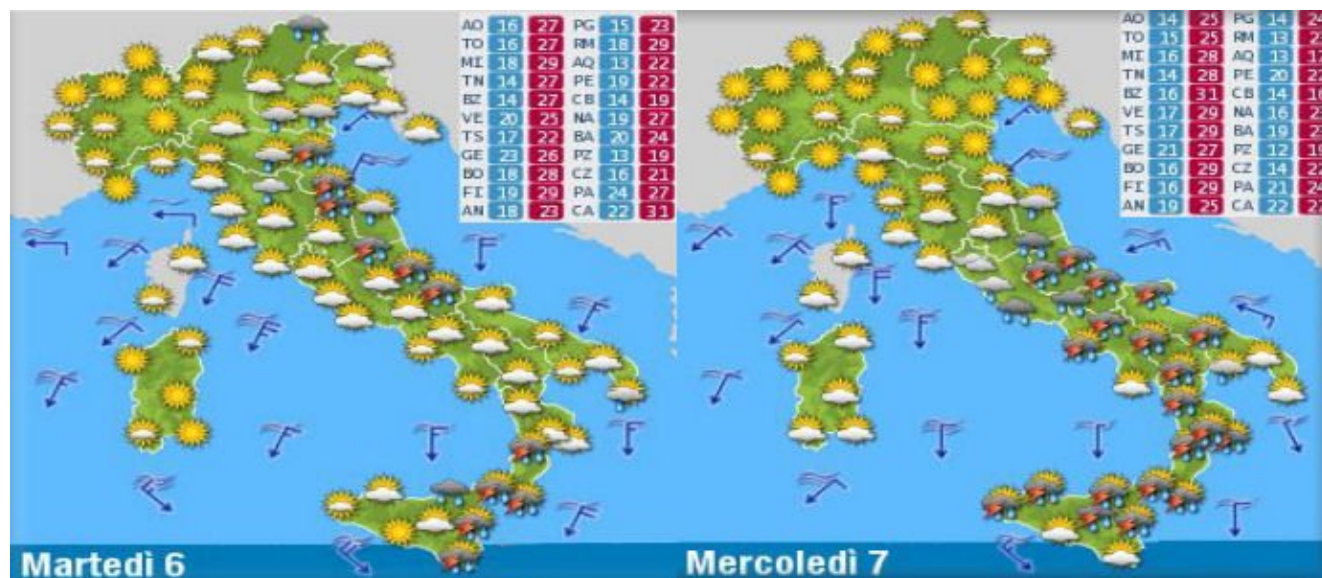 AO 16 27 PG 15 23
TO 16 27 RM 18 29
MI 18 29 AQ 13 22
TN 14 27 PE 19 22
BZ 14 27 CB 14 19
VE 20 25 NA 19 27
TS 17 22 BA 20 24
GE 23 26 PZ 13 19
BO 18 28 CZ 16 21
FI 19 29 PA 24 27
AN 18 23 CA 22 31
Martedì 6
AO 14 25 PG 14 24
TO 15 25 RM 13
MI 16 28 AQ 13
TN 14 28 PE 20
BZ 16 31 CB 14
VE 17 29 NA 16
TS 17 29 BA 19
GE 21 27 PZ 12
BO 16 29 CZ 14
FI 16 29 PA 21
AN 19 25 CA 22
Mercoledì 7